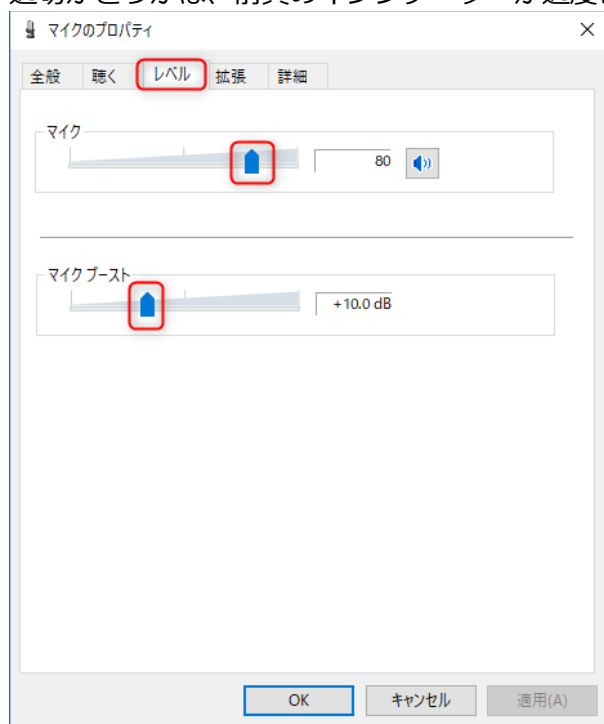 マイクのプロパティ
全般 聴く レベル 拡張 詳細
マイク
80
マイク ブースト
+10.0 dB
OK キャンセル 適用(A)